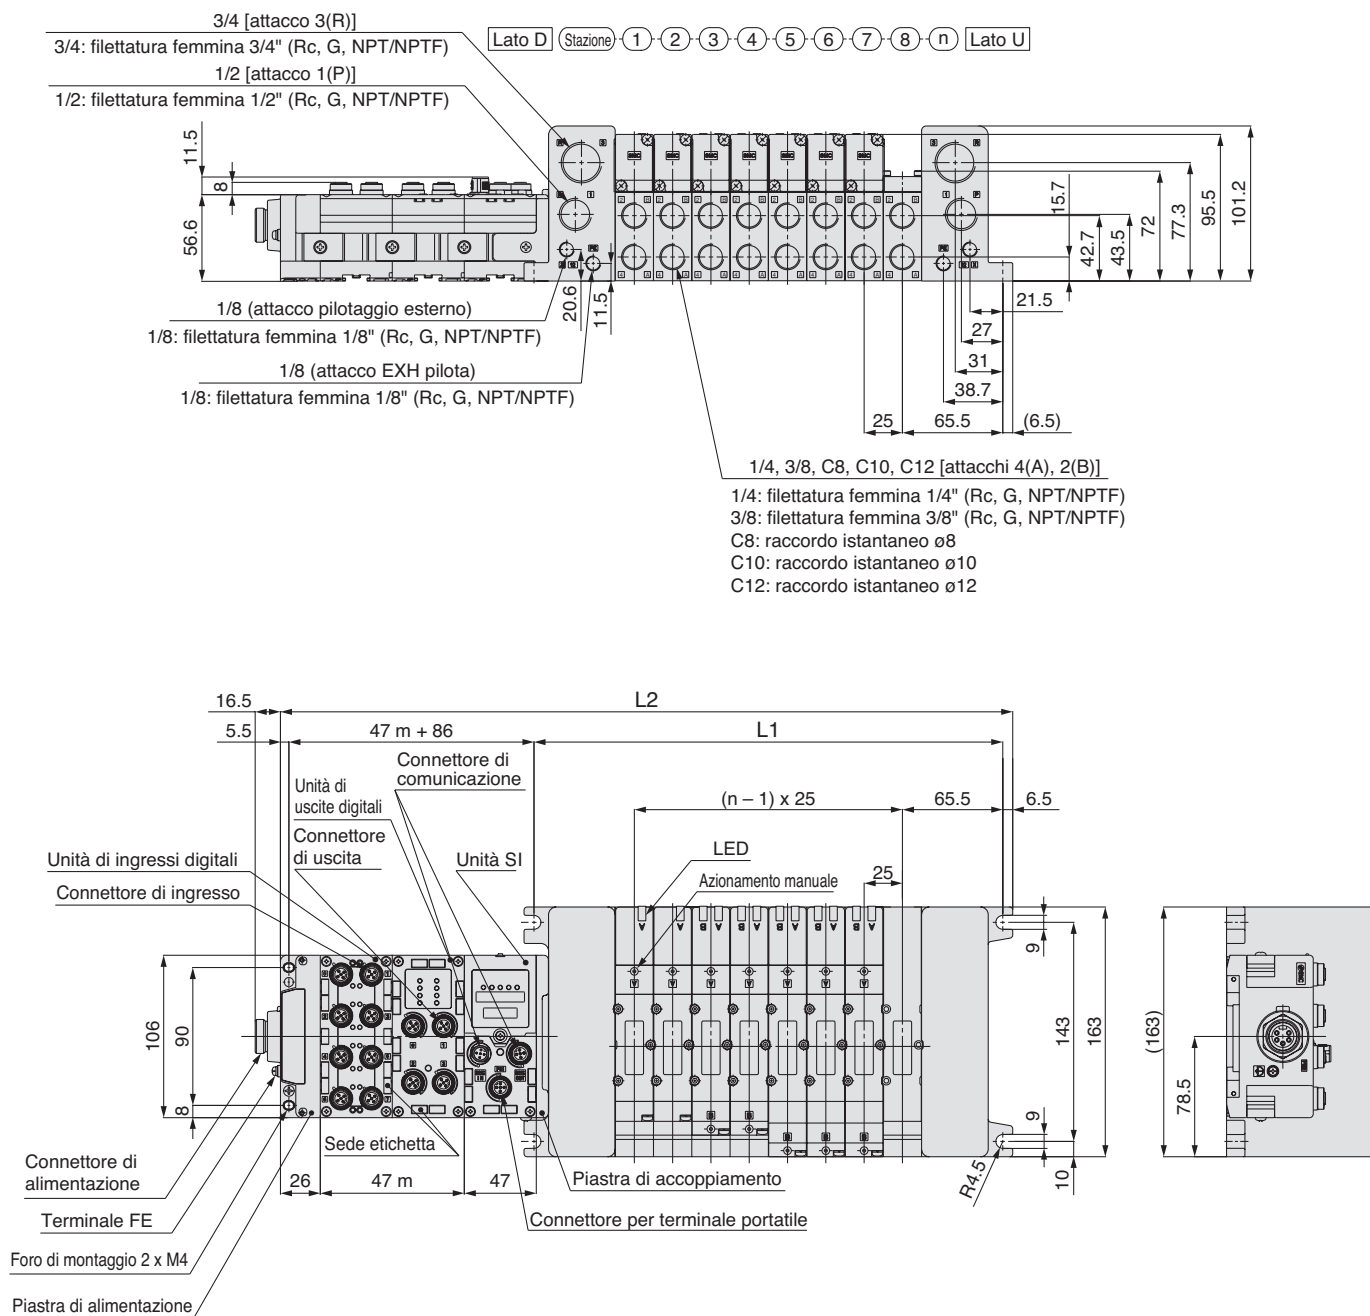 3/4 [attacco 3(R)]
3/4: filettatura femmina 3/4" (Rc, G, NPT/NPTF)
1/2 [attacco 1(P)]
1/2: filettatura femmina 1/2" (Rc, G, NPT/NPTF)
Lato D Stazione 1 2 3 4 5 6 7 8 n Lato U
11.5
8
56.6
15.7
42.7
43.5
72
77.3
95.5
101.2
20.6
11.5
21.5
27
31
38.7
25 65.5 (6.5)
1/8 (attacco pilotaggio esterno)
1/8: filettatura femmina 1/8" (Rc, G, NPT/NPTF)
1/8 (attacco EXH pilota)
1/8: filettatura femmina 1/8" (Rc, G, NPT/NPTF)
1/4, 3/8, C8, C10, C12 [attacchi 4(A), 2(B)]
1/4: filettatura femmina 1/4" (Rc, G, NPT/NPTF)
3/8: filettatura femmina 3/8" (Rc, G, NPT/NPTF)
C8: raccordo istantaneo ø8
C10: raccordo istantaneo ø10
C12: raccordo istantaneo ø12
16.5 L2
5.5 47 m + 86 L1
Connettore di
comunicazione
Unità di
uscite digitali
Connettore
di uscita
Unità SI
Unità di ingressi digitali
Connettore di ingresso
(n – 1) x 25 65.5 6.5
LED
Azionamento manuale
25
A A B A B A B A B A B A
106
90
8
9
143
163
9
10
R4.5
(163)
78.5
Sede etichetta
26 47 m 47
Piastra di accoppiamento
Connettore per terminale portatile
Connettore di
alimentazione
Terminale FE
Foro di montaggio 2 x M4
Piastra di alimentazione